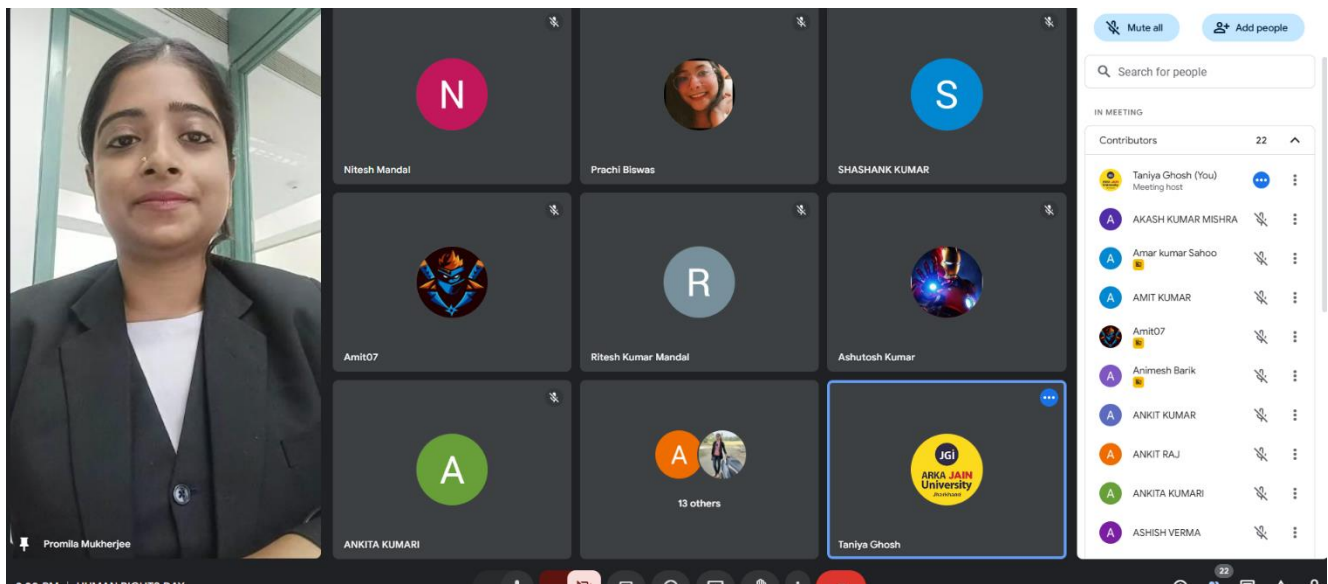 Promila Mukherjee
N
Nitesh Mandal
Prachi Biswas
S
SHASHANK KUMAR
Amit07
R
Ritesh Kumar Mandal
Ashutosh Kumar
A
ANKITA KUMARI
A
13 others
JGi
ARKA JAIN
University
Jharkhand
Taniya Ghosh
Mute all
Add people
Search for people
IN MEETING
Contributors 22
Taniya Ghosh (You)
Meeting host
A AKASH KUMAR MISHRA
A Amar kumar Sahoo
A AMIT KUMAR
Amit07
A Animesh Barik
A ANKIT KUMAR
A ANKIT RAJ
A ANKITA KUMARI
A ASHISH VERMA
22